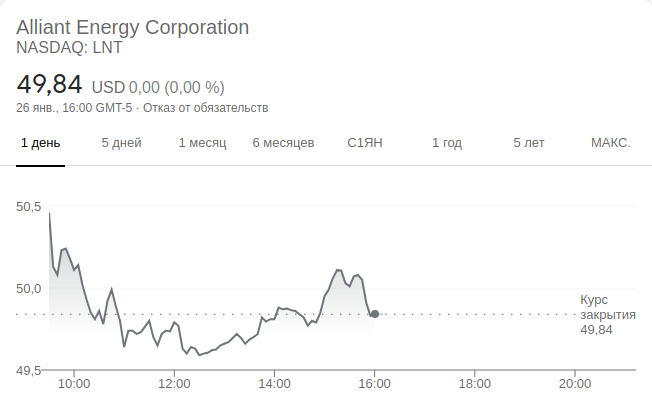 Alliant Energy Corporation
NASDAQ: LNT
49,84 USD 0,00 (0,00 %)
26 янв., 16:00 GMT-5 · Отказ от обязательств
1 день 5 дней 1 месяц 6 месяцев С1ЯН 1 год 5 лет МАКС.
50,5
50,0
Курс
закрытия
49,84
49,5
10:00 12:00 14:00 16:00 18:00 20:00